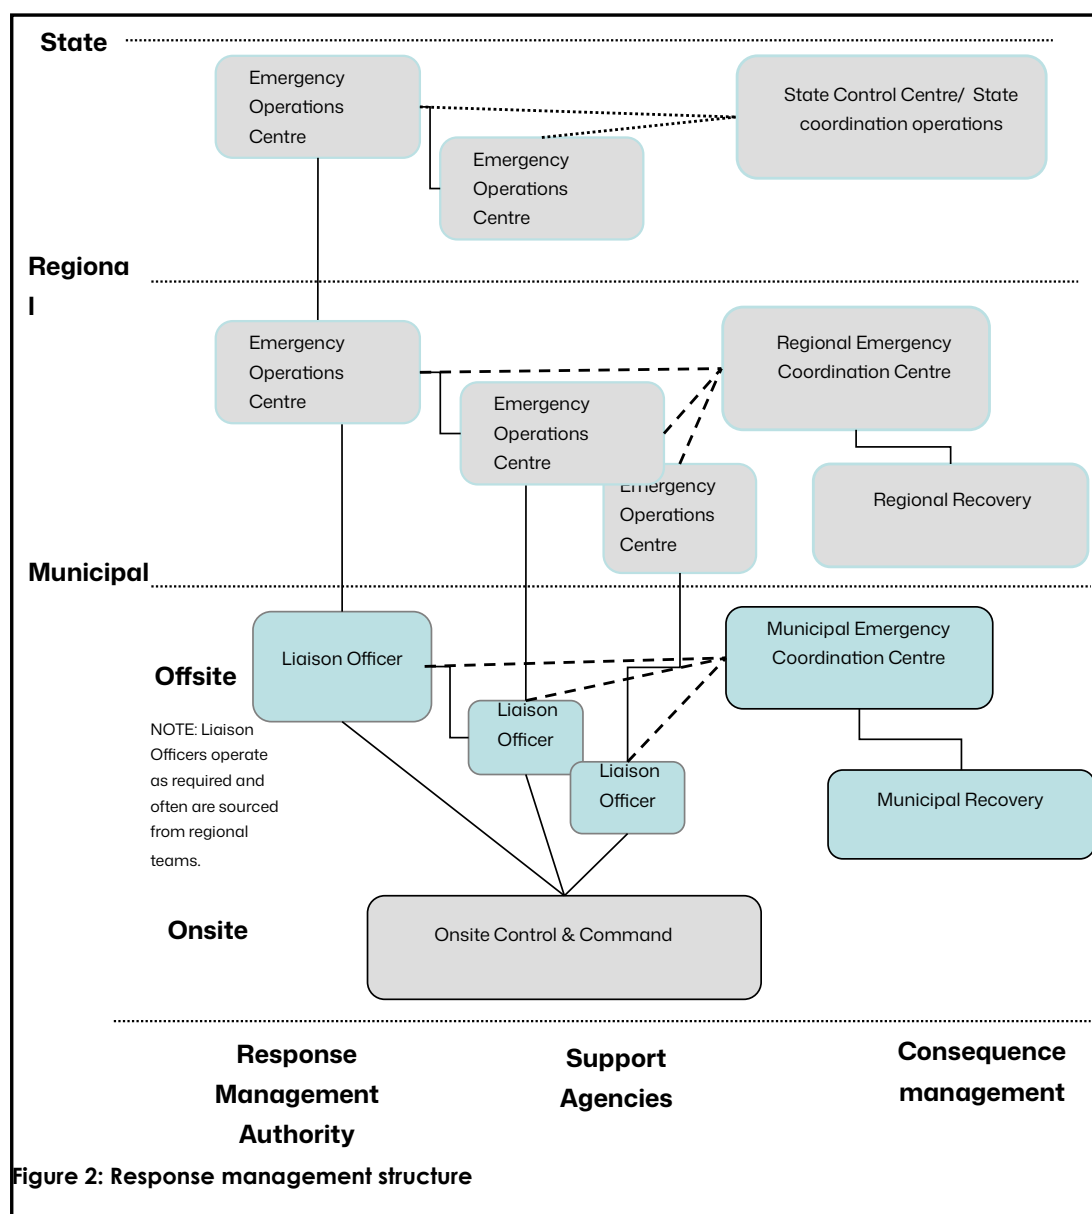 State
Emergency
Operations
Centre
State Control Centre/ State
coordination operations
Emergency
Operations
Centre
Regiona
l
Emergency
Operations
Centre
Regional Emergency
Coordination Centre
Emergency
Operations
Centre
Emergency
Operations
Centre
Regional Recovery
Municipal
Liaison Officer
Municipal Emergency
Coordination Centre
Offsite
NOTE: Liaison
Officers operate
as required and
often are sourced
from regional
teams.
Liaison
Officer
Liaison
Officer
Municipal Recovery
Onsite
Onsite Control & Command
Response
Management
Authority
Support
Agencies
Consequence
management
Figure 2: Response management structure